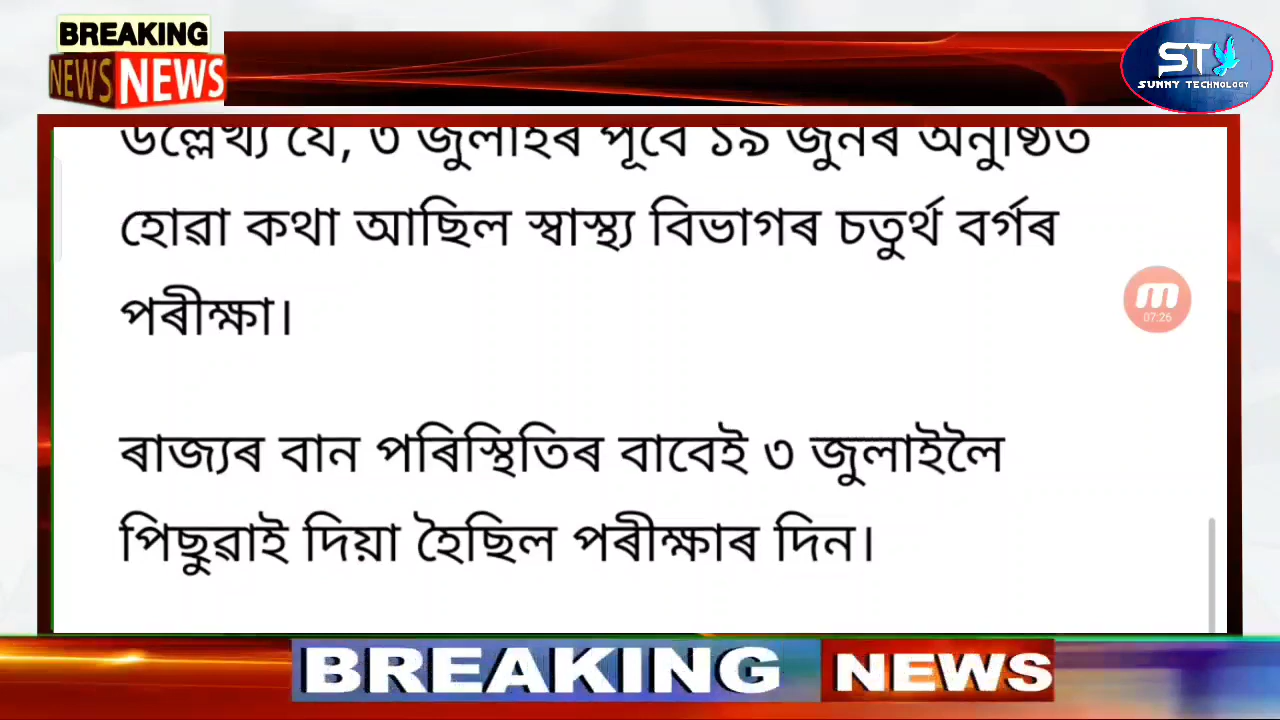 BREAKING
NEWS NEWS
ST
SUNNY TECHNOLOGY
উল্লেখ্য যে, ৩ জুলাইৰ পূৰ্বে ১৯ জুনৰ অনুষ্ঠিত
হোৱা কথা আছিল স্বাস্থ্য বিভাগৰ চতুৰ্থ বৰ্গৰ
পৰীক্ষা।
07:26
ৰাজ্যৰ বান পৰিস্থিতিৰ বাবেই ৩ জুলাইলৈ
পিছুৱাই দিয়া হৈছিল পৰীক্ষাৰ দিন।
BREAKING NEWS